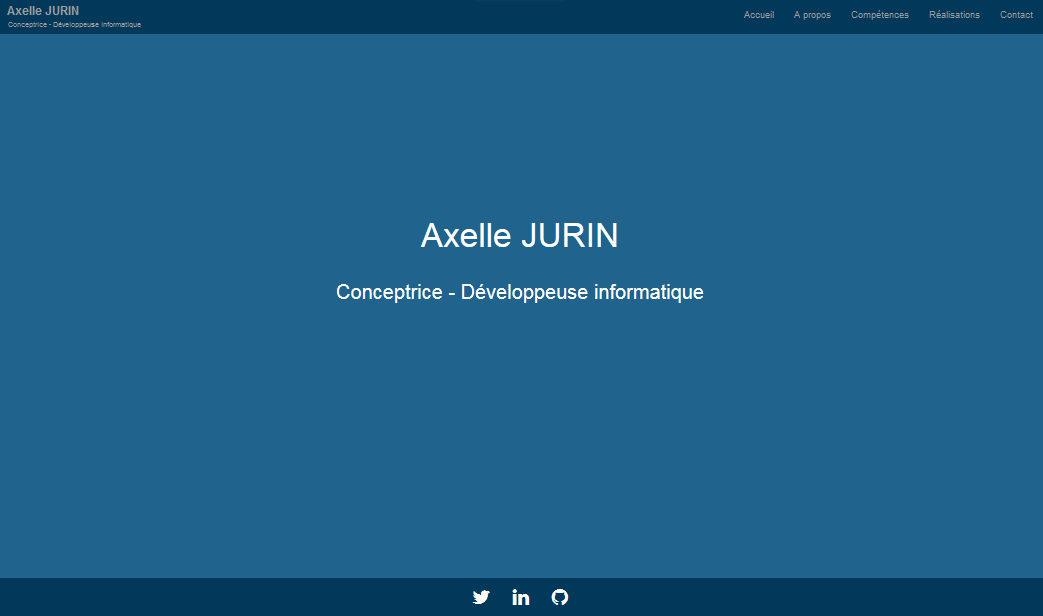 Axelle JURIN
Conceptrice - Développeuse informatique
Accueil A propos Compétences Réalisations Contact
Axelle JURIN
Conceptrice - Développeuse informatique